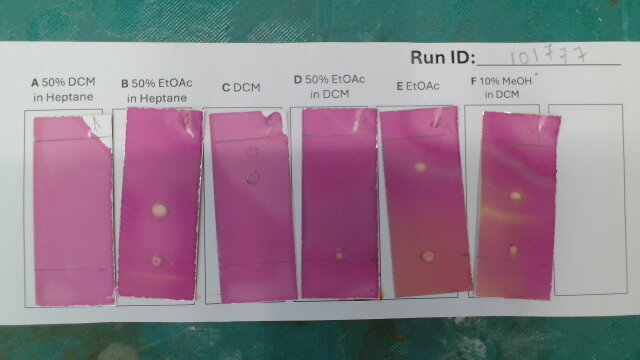 Run ID: 101777
A 50% DCM
in Heptane
B 50% EtOAc
in Heptane
C DCM
D 50% EtOAc
in DCM
E EtOAc
F 10% MeOH
in DCM